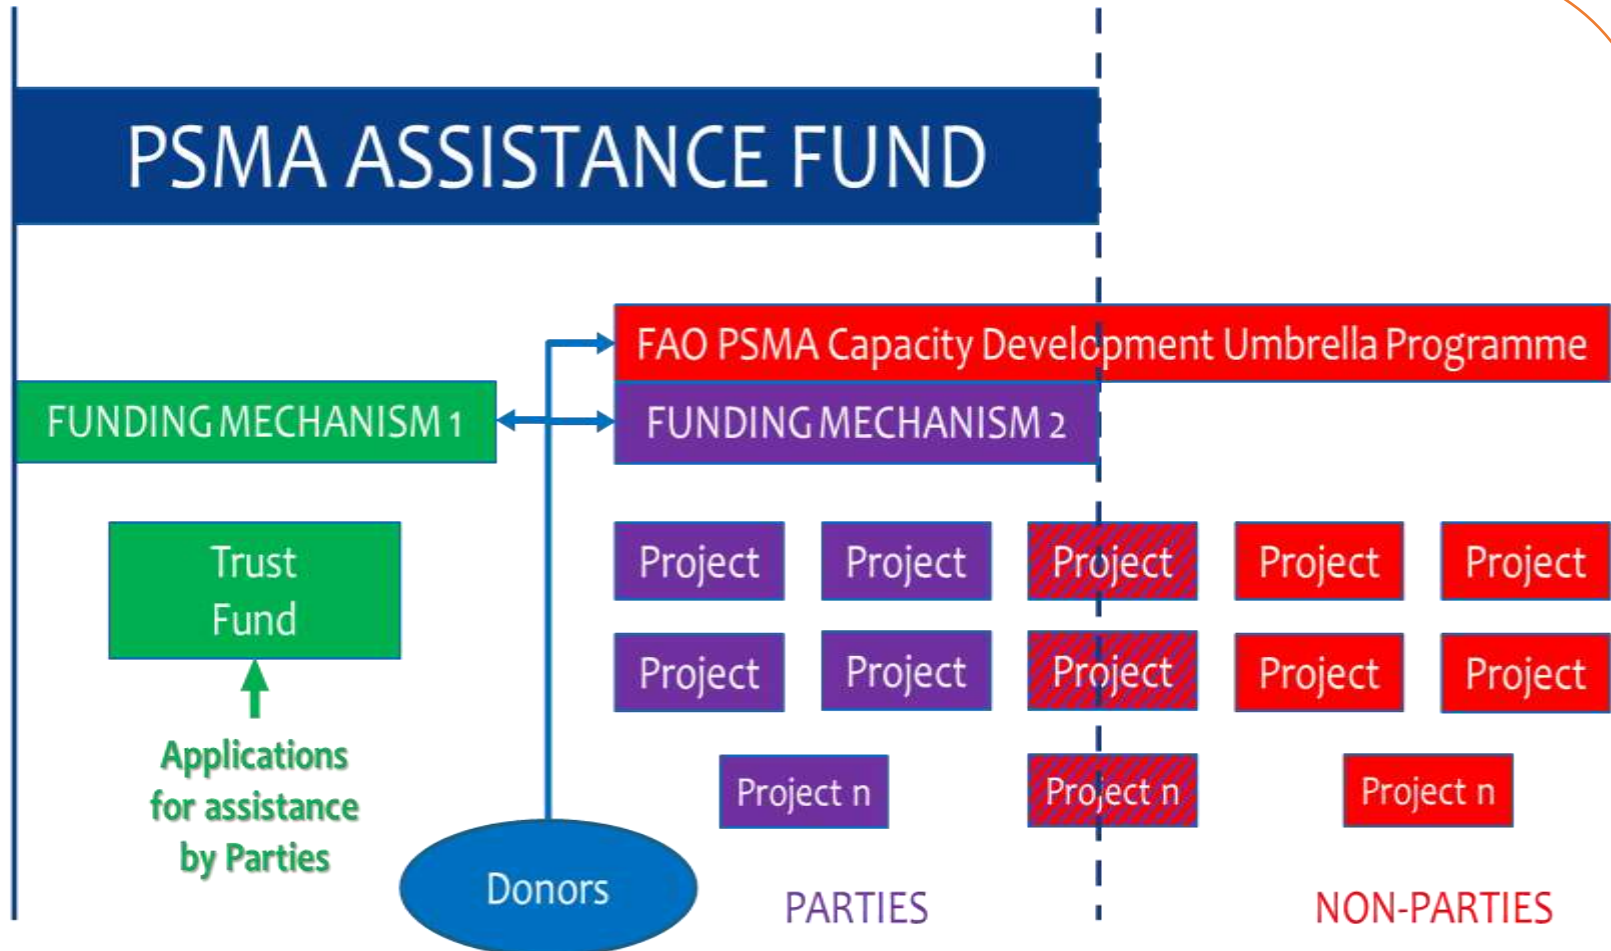 PSMA ASSISTANCE FUND
FAO PSMA Capacity Development Umbrella Programme
FUNDING MECHANISM 1
FUNDING MECHANISM 2
Trust
Fund
Project
Project
Project
Project
Project
Project
Project
Project
Project
Project
Applications
for assistance
by Parties
Project n
Project n
Project n
Donors
PARTIES
NON-PARTIES